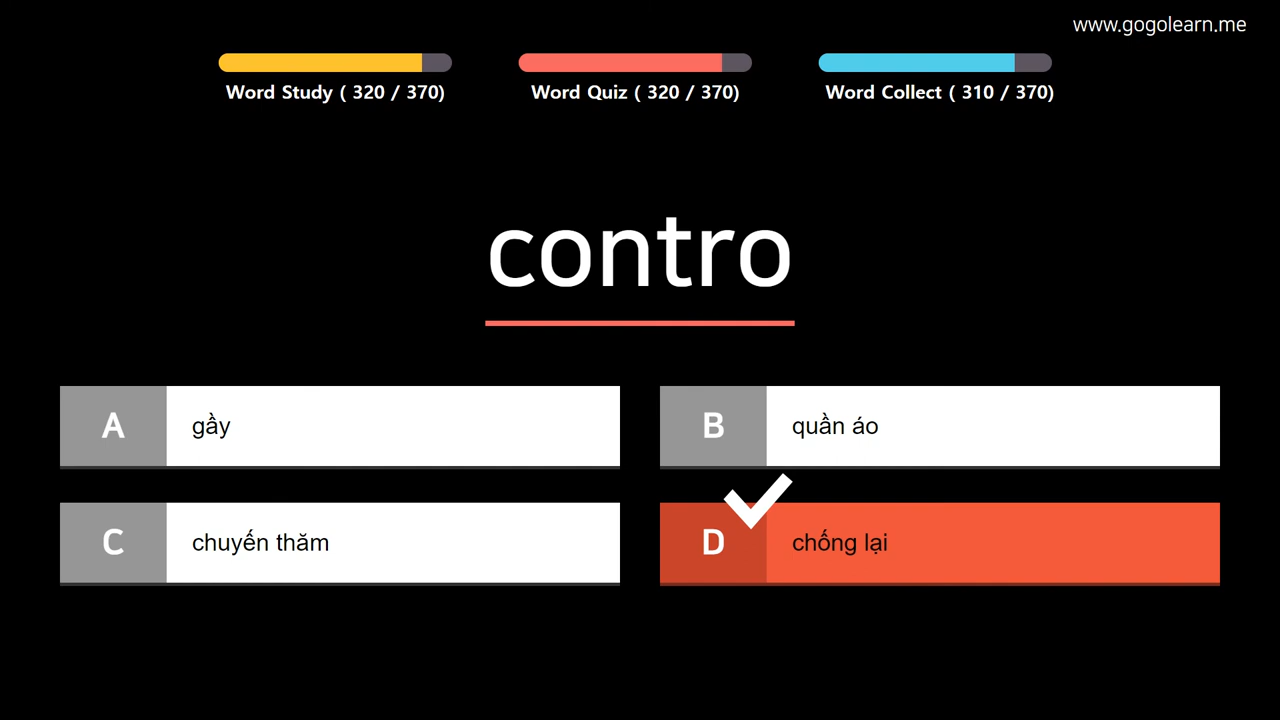 www.gogolearn.me
Word Study ( 320 / 370)
Word Quiz ( 320 / 370)
Word Collect ( 310 / 370)
contro
A
gầy
B
quần áo
C
chuyến thăm
D
chống lại